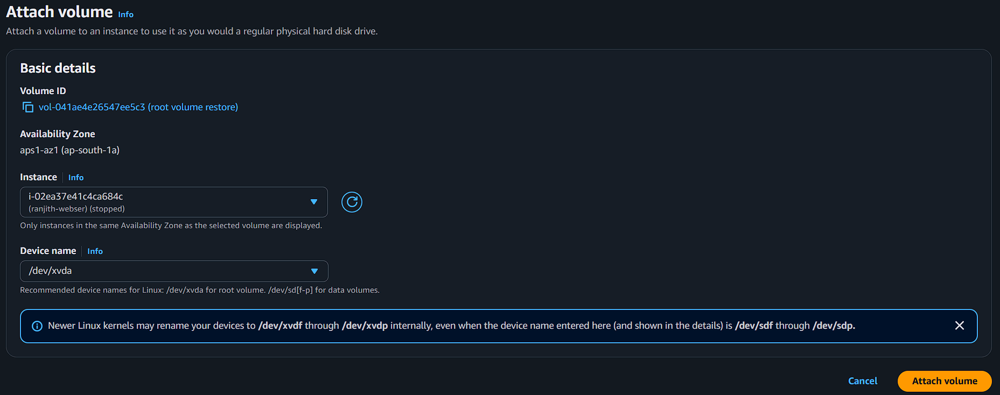 Attach volume Info
Attach a volume to an instance to use it as you would a regular physical hard disk drive.
Basic details
Volume ID
vol-041ae4e26547ee5c3 (root volume restore)
Availability Zone
aps1-az1 (ap-south-1a)
Instance Info
i-02ea37e41c4ca684c
(ranjith-webser) (stopped)
Only instances in the same Availability Zone as the selected volume are displayed.
Device name Info
/dev/xvda
Recommended device names for Linux: /dev/xvda for root volume. /dev/sd[f-p] for data volumes.
Newer Linux kernels may rename your devices to /dev/xvdf through /dev/xvdp internally, even when the device name entered here (and shown in the details) is /dev/sdf through /dev/sdp.
Cancel Attach volume